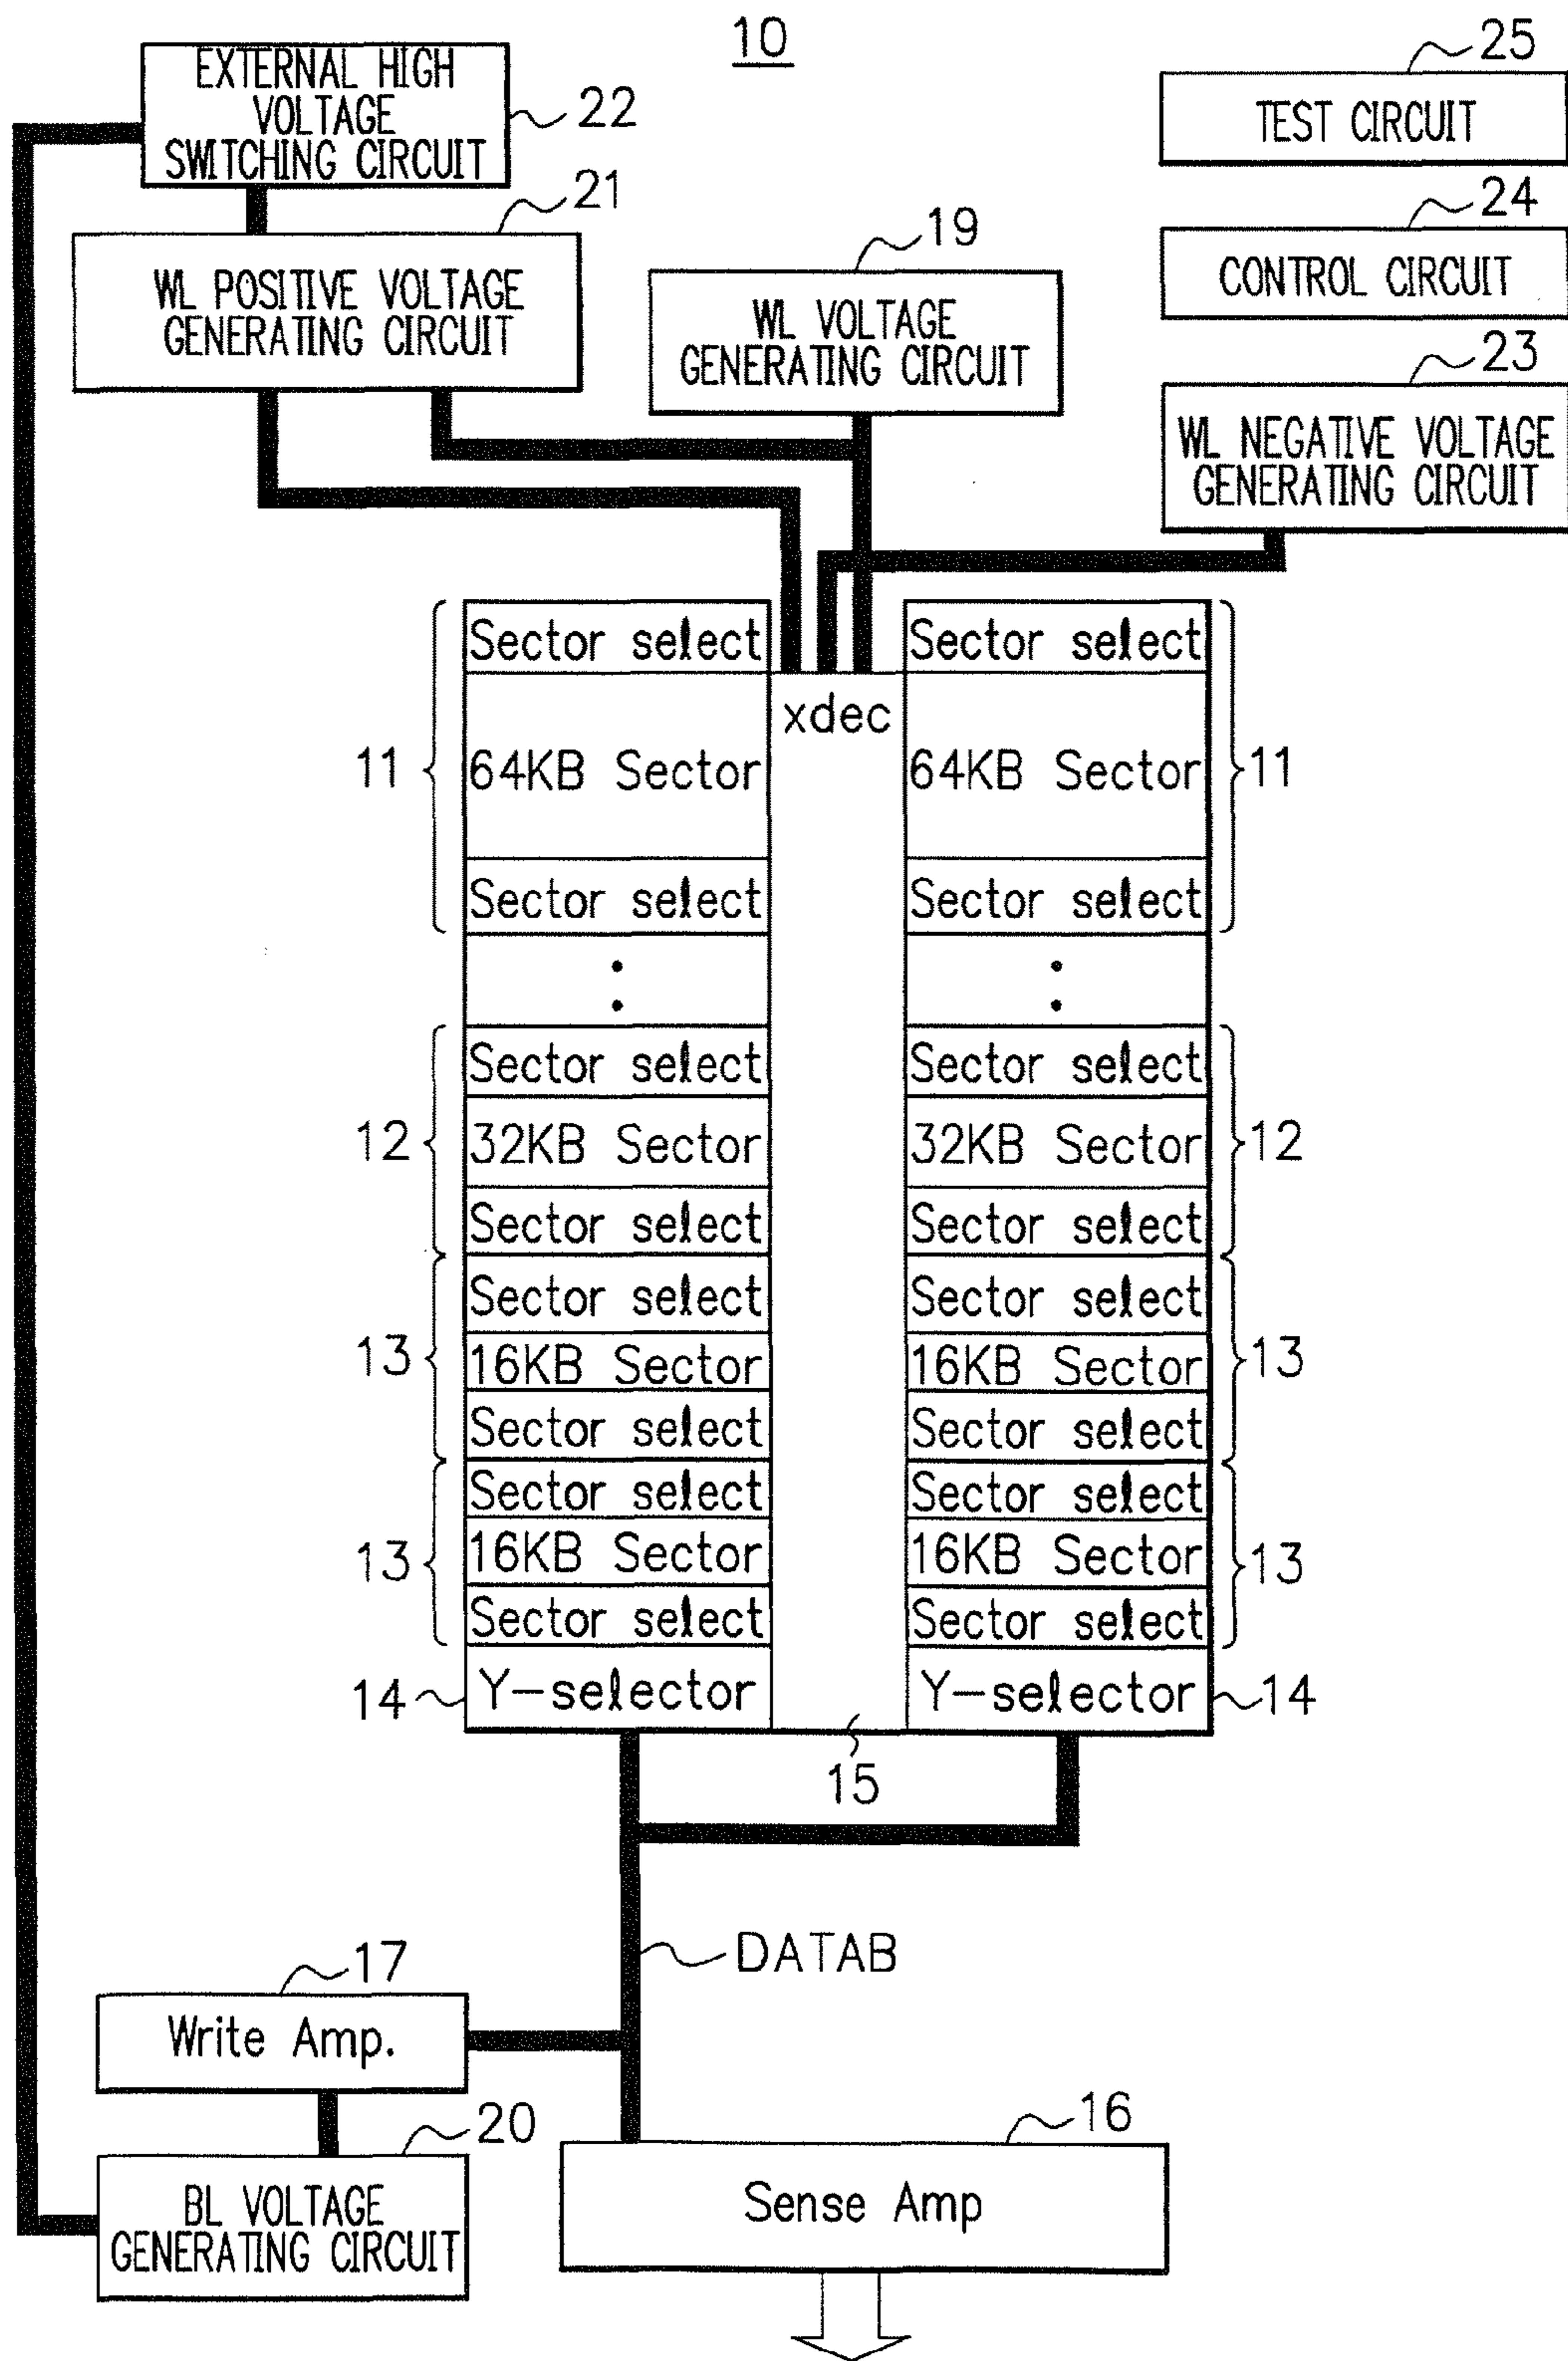 10
EXTERNAL HIGH
VOLTAGE
SWITCHING CIRCUIT
22
25
TEST CIRCUIT
21
WL POSITIVE VOLTAGE
GENERATING CIRCUIT
19
WL VOLTAGE
GENERATING CIRCUIT
24
CONTROL CIRCUIT
23
WL NEGATIVE VOLTAGE
GENERATING CIRCUIT
Sector select
Sector select
xdec
11
64KB Sector
64KB Sector
11
Sector select
Sector select
:
:
Sector select
Sector select
12
32KB Sector
32KB Sector
12
Sector select
Sector select
Sector select
Sector select
13
16KB Sector
16KB Sector
13
Sector select
Sector select
Sector select
Sector select
13
16KB Sector
16KB Sector
13
Sector select
Sector select
14
Y-selector
Y-selector
14
15
DATAB
17
Write Amp.
20
BL VOLTAGE
GENERATING CIRCUIT
16
Sense Amp